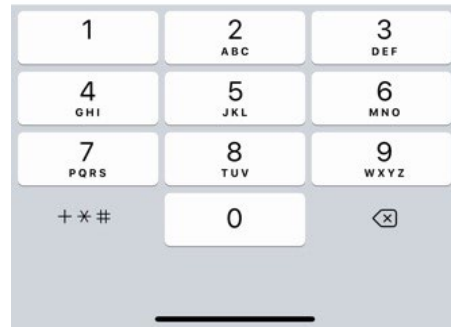 1 2 3
ABC DEF
4 5 6
GHI JKL MNO
7 8 9
PQRS TUV WXYZ
+*# 0